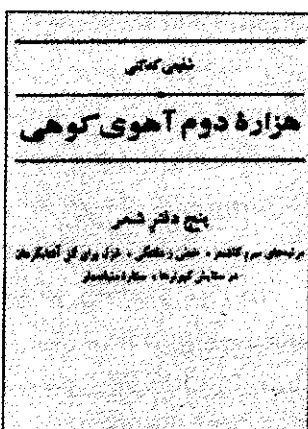 شفیعی کدکنی
هزارهٔ دوم آهوی کوهی
پنج دفتر شعر
مرثیه‌های سرو کاشمر • خطی ز دلتنگی • غزل برای گل آفتابگردان
در ستایش کبوترها • ستارهٔ دنباله‌دار